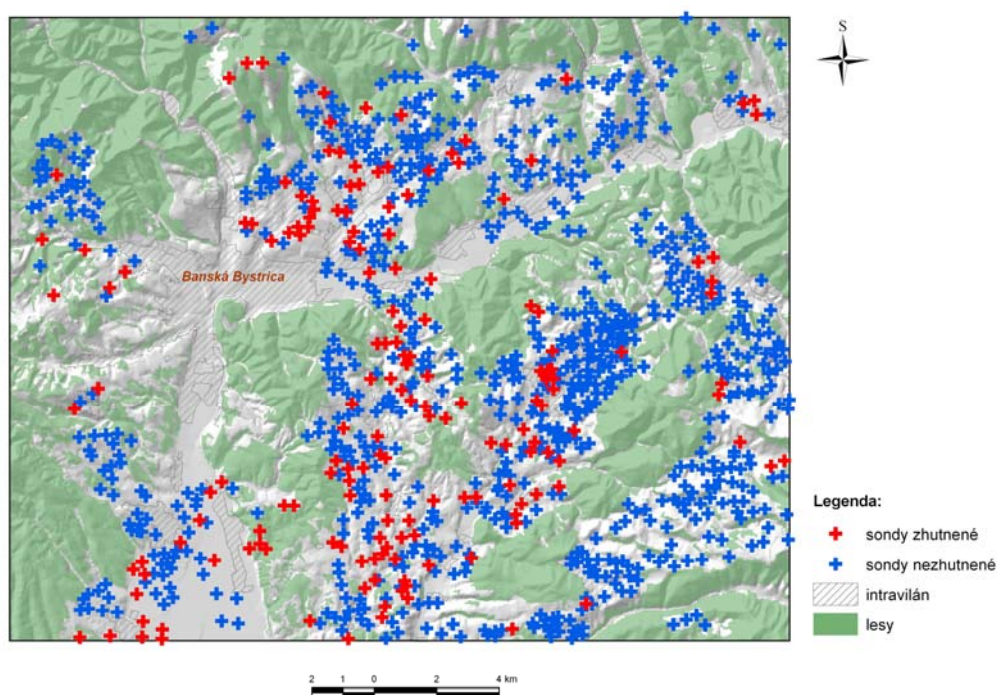 S
Banská Bystrica
Legenda:
sondy zhutnené
sondy nezhutnené
intravilán
lesy
2 1 0 2 4 km